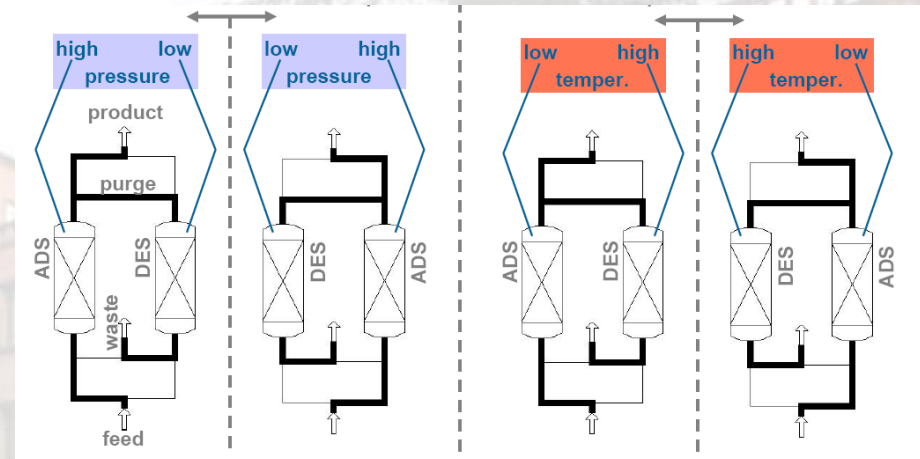 high low
pressure
product
purge
ADS
DES
waste
feed
low high
pressure
DES
ADS
low high
temper.
ADS
DES
high low
temper.
DES
ADS